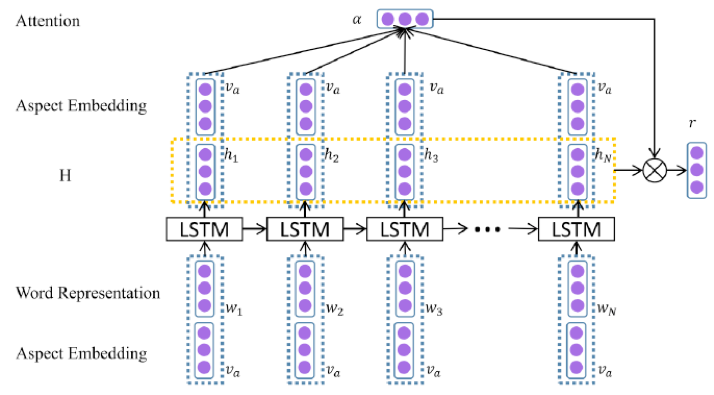 Attention α
Aspect Embedding v_a v_a v_a v_a
r
H h_1 h_2 h_3 h_N
LSTM LSTM LSTM ••• LSTM
Word Representation w_1 w_2 w_3 w_N
Aspect Embedding v_a v_a v_a v_a